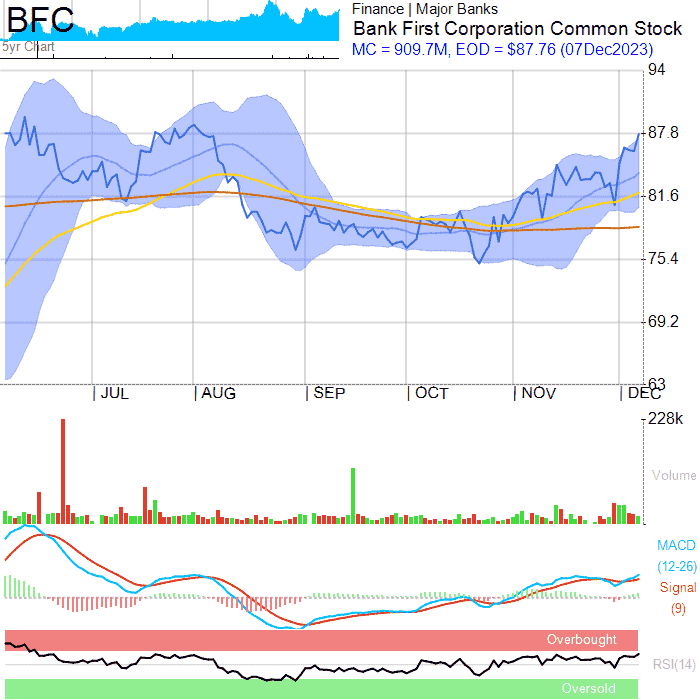 BFC
5yr Chart
Finance | Major Banks
Bank First Corporation Common Stock
MC = 909.7M, EOD = $87.76 (07Dec2023)
94
87.8
81.6
75.4
69.2
63
JUL AUG SEP OCT NOV DEC
228k
Volume
MACD
(12-26)
Signal
(9)
Overbought
RSI(14)
Oversold